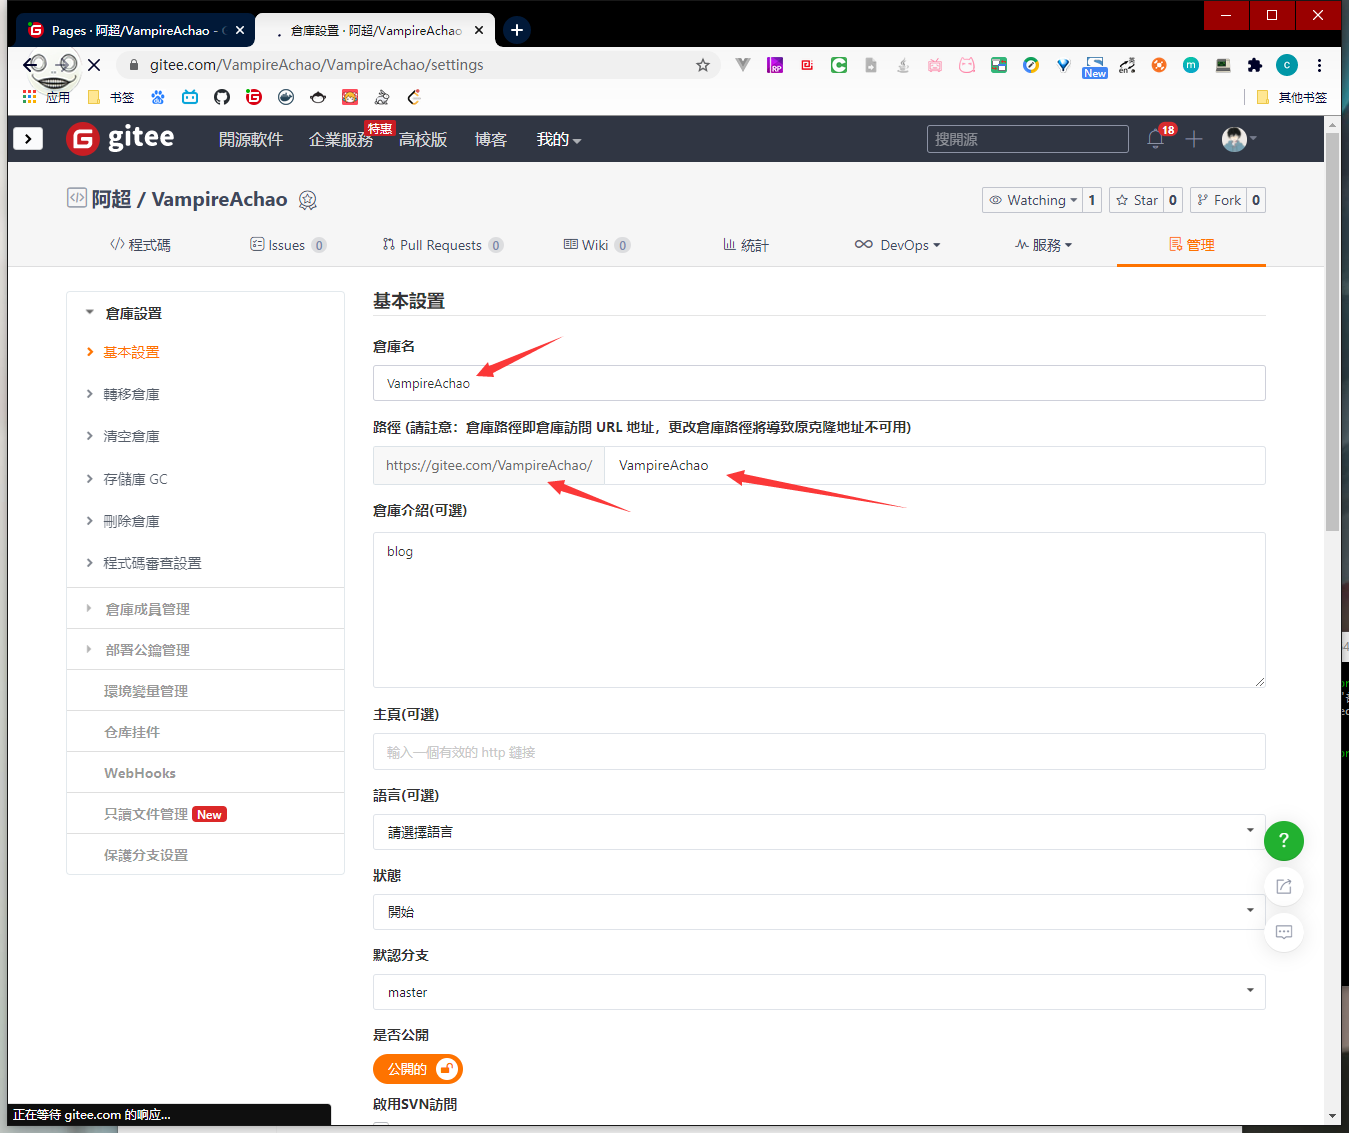 Pages · 阿超/VampireAchao -
倉庫設置 · 阿超/VampireAchao
gitee.com/VampireAchao/VampireAchao/settings
New
en
c
应用
书签
其他书签
gitee
開源軟件
企業服務
特惠
高校版
博客
我的
搜開源
18
阿超 / VampireAchao
Watching 1
Star 0
Fork 0
程式碼
Issues 0
Pull Requests 0
Wiki 0
統計
DevOps
服務
管理
倉庫設置
基本設置
轉移倉庫
清空倉庫
存儲庫 GC
刪除倉庫
程式碼審查設置
倉庫成員管理
部署公鑰管理
環境變量管理
仓库挂件
WebHooks
只讀文件管理 New
保護分支设置
基本設置
倉庫名
VampireAchao
路徑 (請註意：倉庫路徑即倉庫訪問 URL 地址，更改倉庫路徑將導致原克隆地址不可用)
https://gitee.com/VampireAchao/ VampireAchao
倉庫介紹(可選)
blog
主頁(可選)
輸入一個有效的 http 鏈接
語言(可選)
請選擇語言
狀態
開始
默認分支
master
是否公開
公開的
啟用SVN訪問
?
正在等待 gitee.com 的响应...